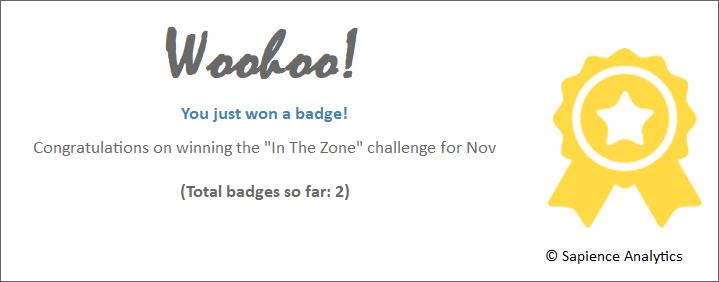 Woohoo!
You just won a badge!
Congratulations on winning the "In The Zone" challenge for Nov
(Total badges so far: 2)
© Sapience Analytics